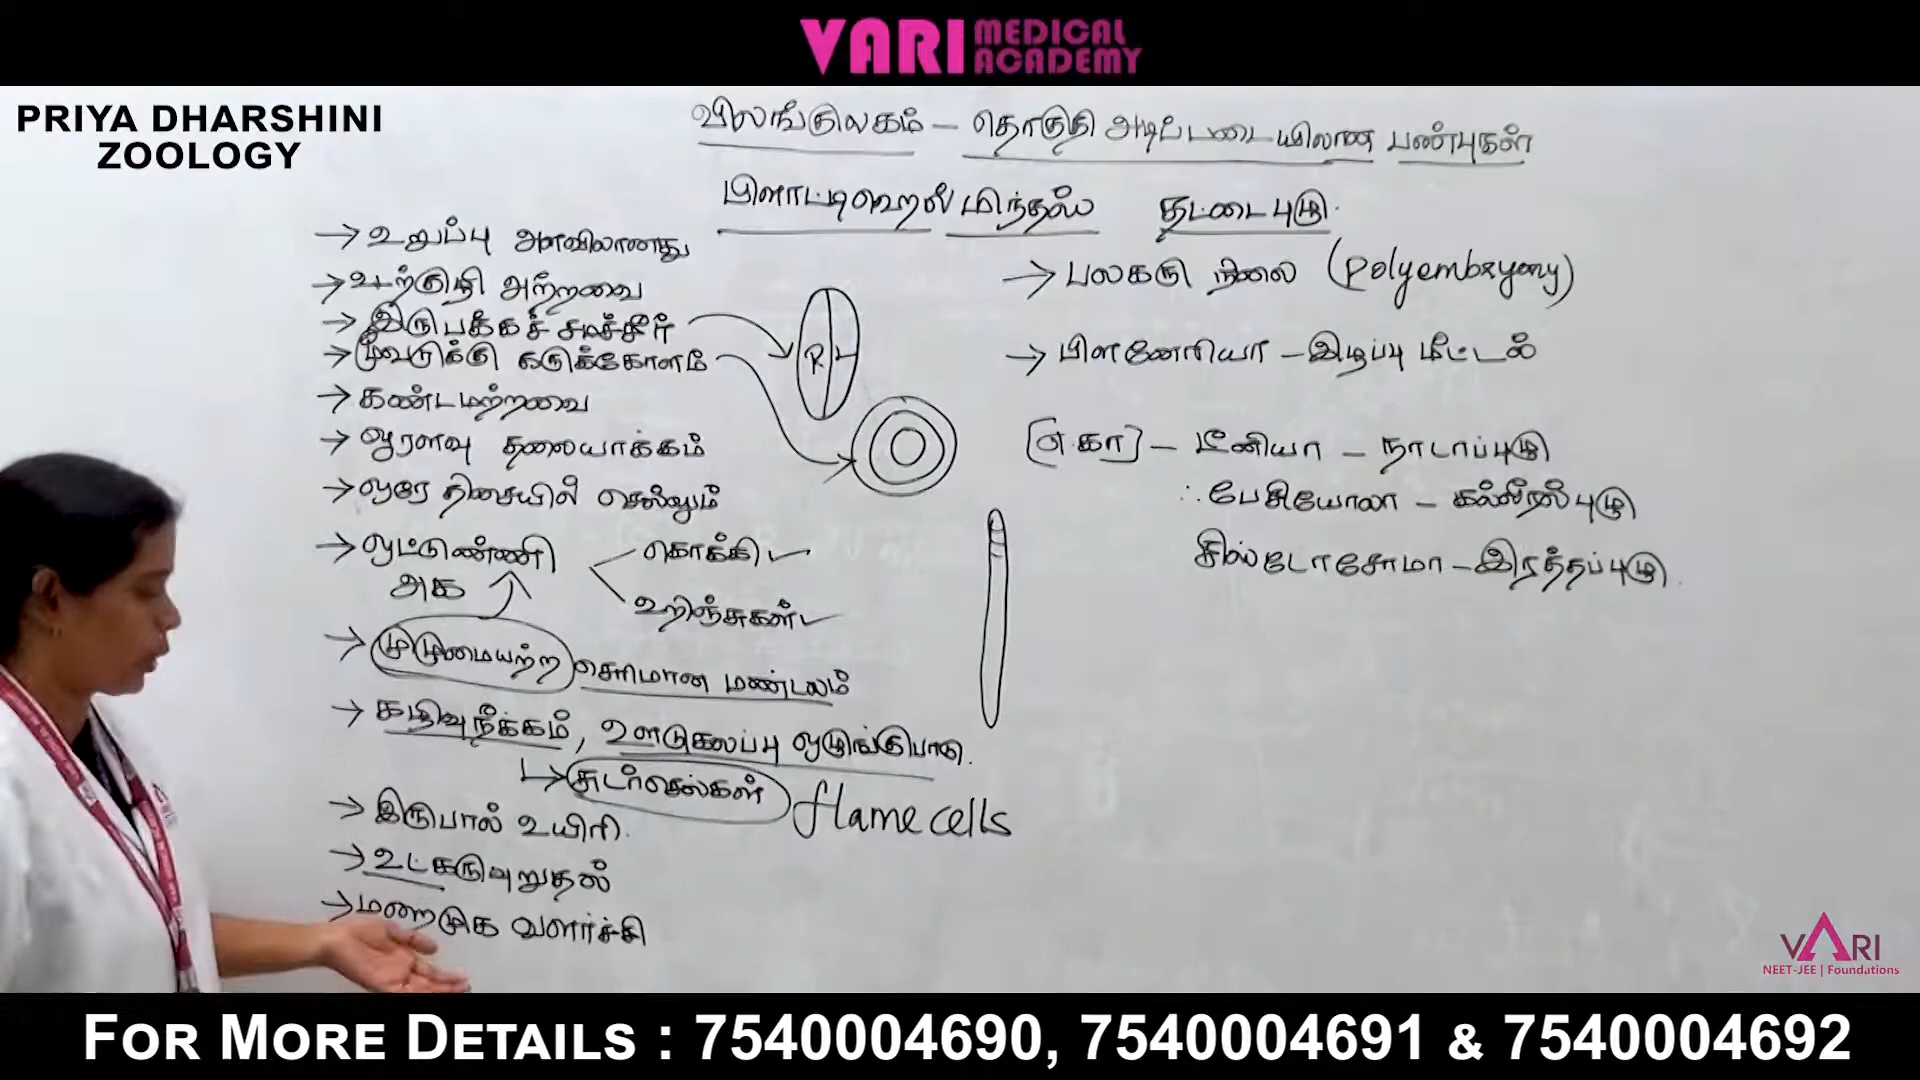 VARI MEDICAL ACADEMY
PRIYA DHARSHINI
ZOOLOGY
விலங்குலகம் – தொகுதி அடிப்படையிலான பண்புகள்
பிளாட்டிஹெல்மிந்தஸ் தட்டைபுழு.
→ உறுப்பு அளவிலானது
→ உடற்குழி அற்றவை
→ இருபக்கச் சமச்சீர்
→ மூவடுக்கு கருக்கோளம்
→ கண்டமற்றவை
→ ஓரளவு தலையாக்கம்
→ ஒரே திசையில் செல்லும்
→ ஒட்டுண்ணி
அக
கொக்கி
உறிஞ்சுகள்
→ முழுமையற்ற செரிமான மண்டலம்
→ கழிவுநீக்கம், ஊடுகலப்பு ஒழுங்குபாடு.
சுடர்செல்கள் flame cells
→ இருபால் உயிரி.
→ உட்கருவுறுதல்
→ மறைமுக வளர்ச்சி
R L
→ பலகரு நிலை (Polyembryony)
→ பிளனேரியா – இழப்பு மீட்டல்
[எ.கா] – டீனியா – நாடாப்புழு
ஃபேசியோலா – கல்லீரல்புழு
சிஸ்டோசோமா – இரத்தப்புழு.
VARI
NEET-JEE | Foundations
FOR MORE DETAILS : 7540004690, 7540004691 & 7540004692